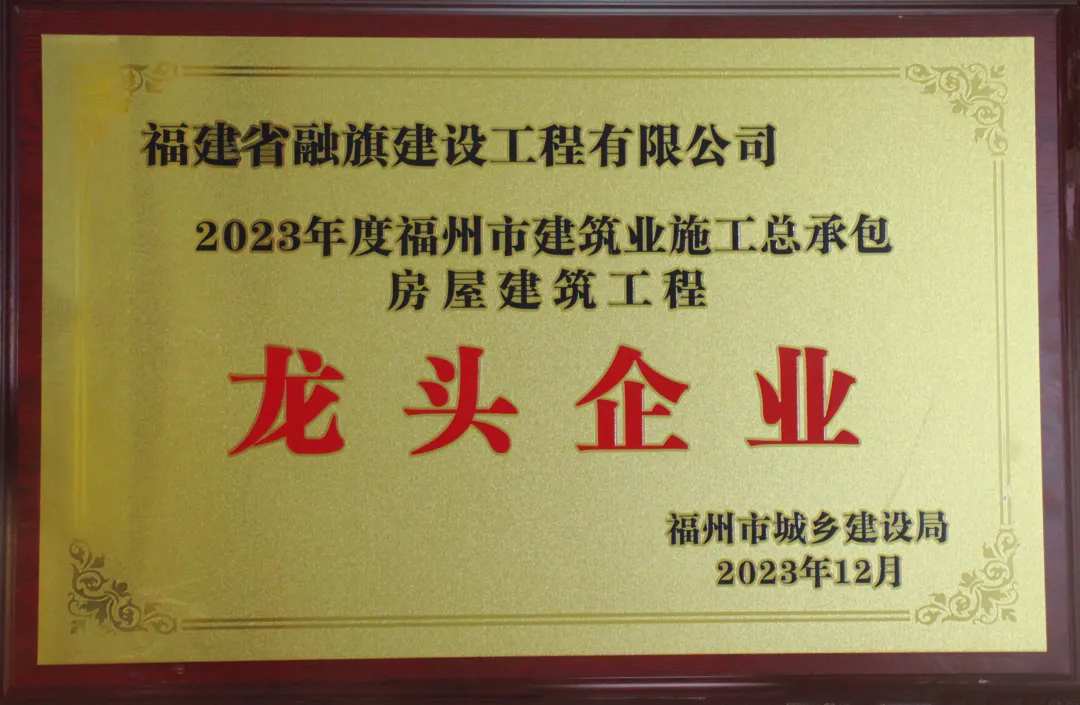 福建省融旗建设工程有限公司
2023年度福州市建筑业施工总承包
房屋建筑工程
龙头企业
福州市城乡建设局
2023年12月